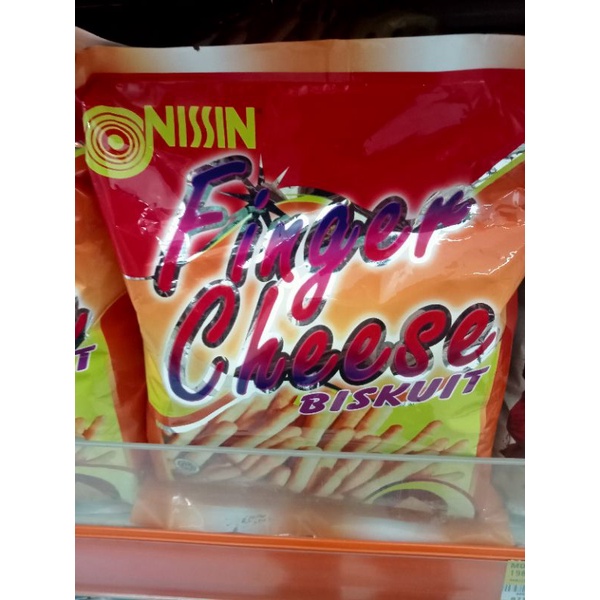 NISSIN
Finger
Cheese
BISKUIT
T